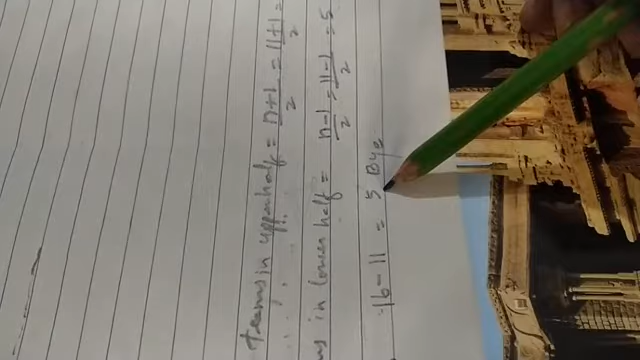 teams in upper half = n+1/2 = 11+1/2 =
in lower half = n-1/2 = 11-1/2 = 5
16-11 = 5 Bye